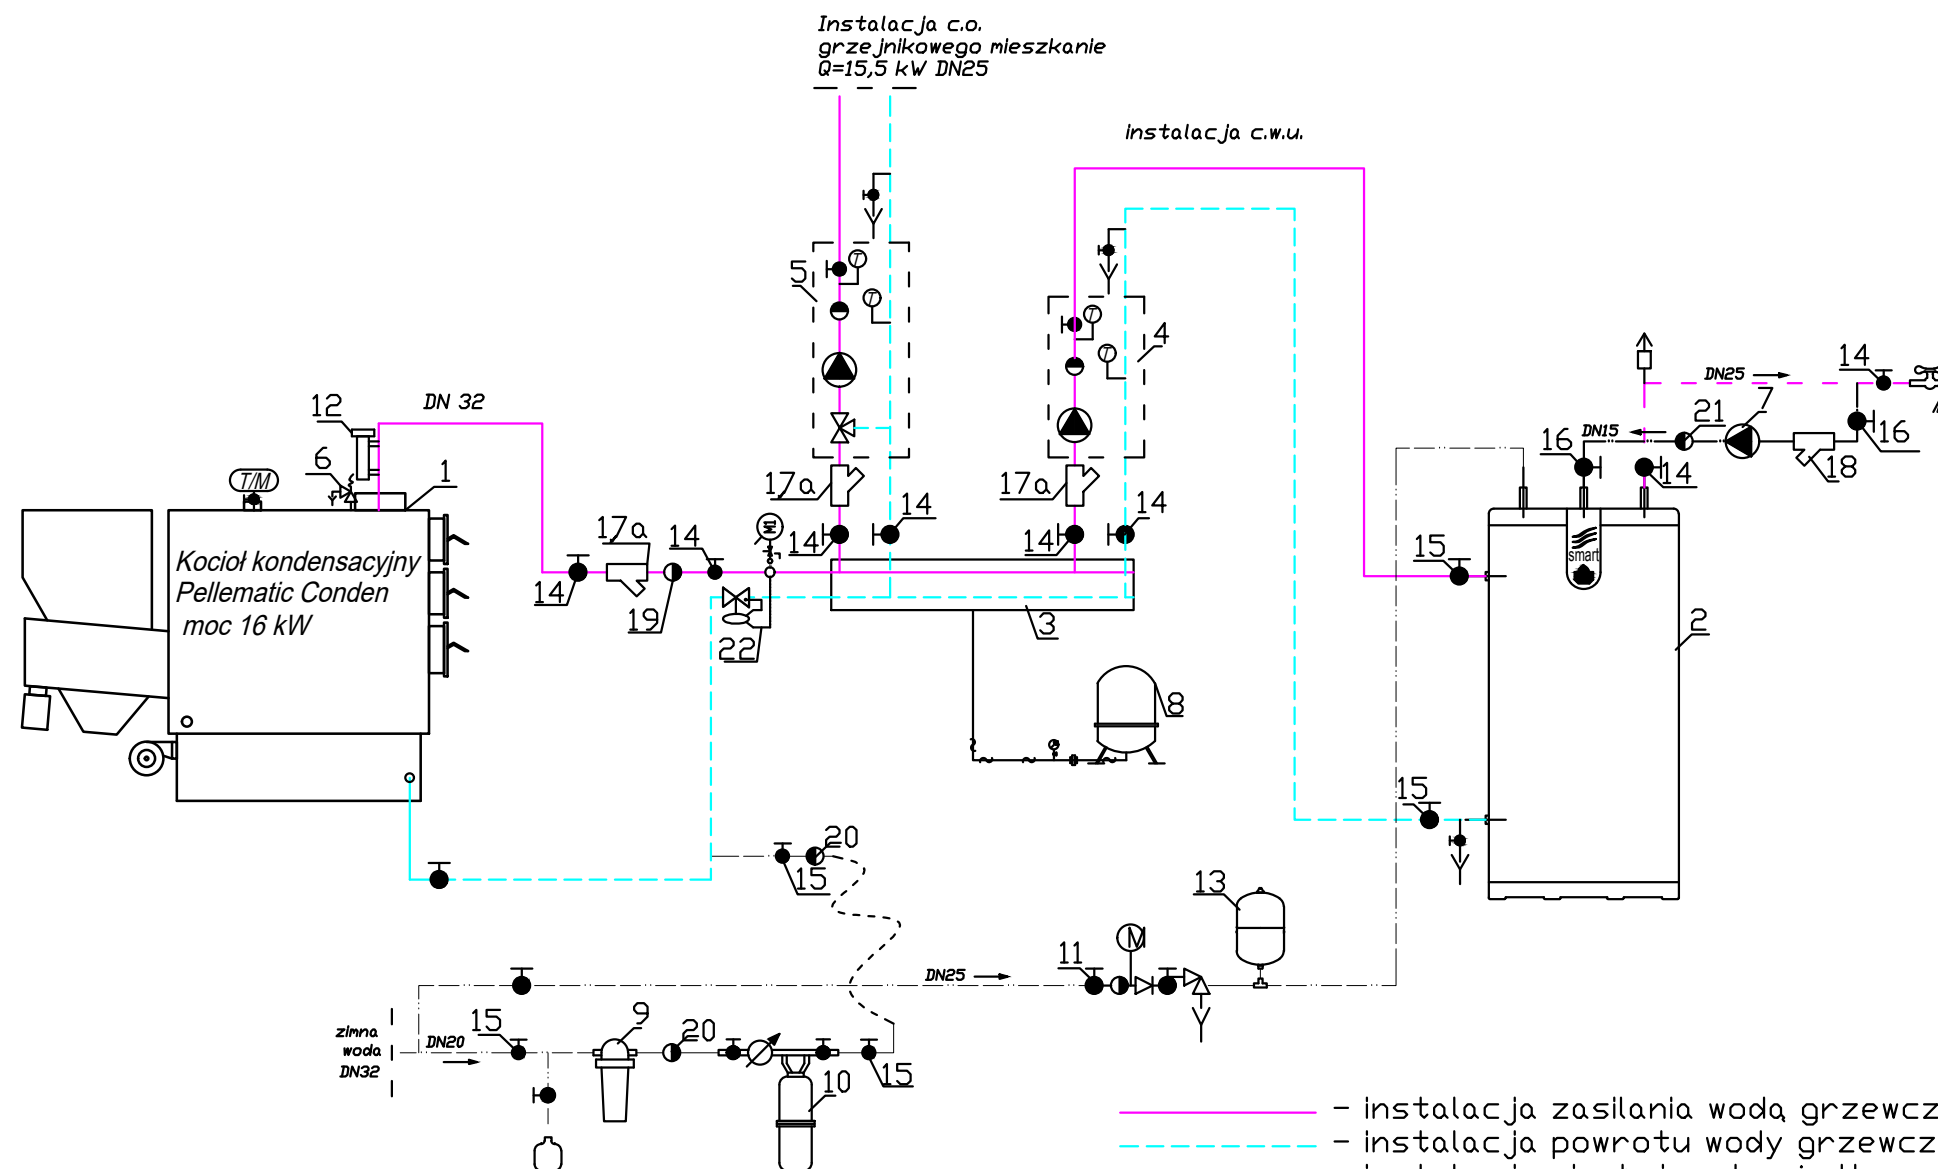 Instalacja c.o.
grzejnikowego mieszkanie
Q=15,5 kW DN25
instalacja c.w.u.
5
T
T
T
T
4
12
DN 32
6
1
T/M
17a
14
17a
14
14
14
Kocioł kondensacyjny
Pellematic Conden
moc 16 kW
17a
14
M1
14
19
22
3
8
DN25
14
7
21
DN15
16
16
18
14
15
smart
2
15
20
15
13
11
M
DN25
9
15
20
zimna
woda
DN32
DN20
10
15
- instalacja zasilania wodą grzewcz
- instalacja powrotu wody grzewcz